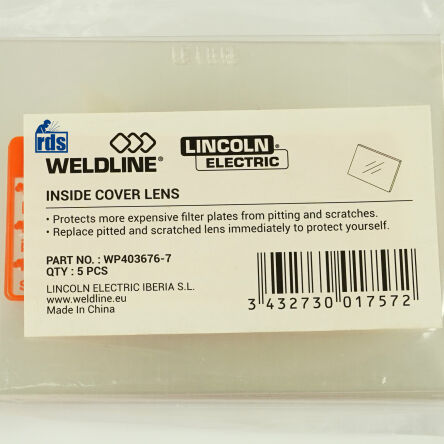 rds
WELDLINE®
LINCOLN®
ELECTRIC
INSIDE COVER LENS
• Protects more expensive filter plates from pitting and scratches.
• Replace pitted and scratched lens immediately to protect yourself.
PART NO. : WP403676-7
QTY : 5 PCS
LINCOLN ELECTRIC IBERIA S.L.
www.weldline.eu
Made In China
3 432730 017572